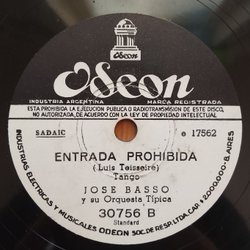 ODEON
Odeon
INDUSTRIA ARGENTINA MARCA REGISTRADA
ESTA PROHIBIDA LA EJECUCION PUBLICA O RADIOTRANSMISION DE ESTE DISCO,
NO AUTORIZADA, DE ACUERDO CON LA LEY DE PROPIEDAD INTELECTUAL
SADAIC e 17562
ENTRADA PROHIBIDA
(Luis Teisseire)
Tango
JOSE BASSO
y su Orquesta Típica
30756 B
Standard
INDUSTRIAS ELECTRICAS Y MUSICALES ODEON SOC. DE RESP. LTDA. CAP. $ 2.000.000